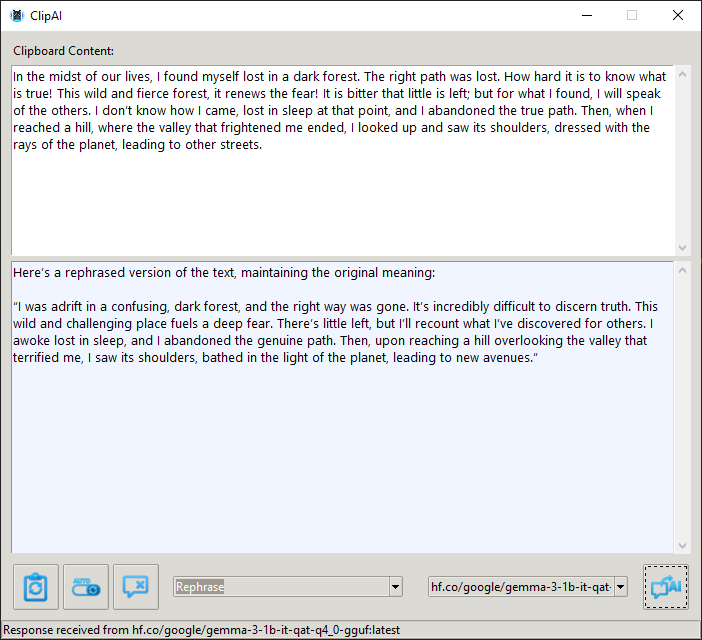 ClipAI
Clipboard Content:
In the midst of our lives, I found myself lost in a dark forest. The right path was lost. How hard it is to know what
is true! This wild and fierce forest, it renews the fear! It is bitter that little is left; but for what I found, I will speak
of the others. I don't know how I came, lost in sleep at that point, and I abandoned the true path. Then, when I
reached a hill, where the valley that frightened me ended, I looked up and saw its shoulders, dressed with the
rays of the planet, leading to other streets.
Here's a rephrased version of the text, maintaining the original meaning:
"I was adrift in a confusing, dark forest, and the right way was gone. It's incredibly difficult to discern truth. This
wild and challenging place fuels a deep fear. There's little left, but I'll recount what I've discovered for others. I
awoke lost in sleep, and I abandoned the genuine path. Then, upon reaching a hill overlooking the valley that
terrified me, I saw its shoulders, bathed in the light of the planet, leading to new avenues."
AUTO
Rephrase
hf.co/google/gemma-3-1b-it-qat-
AI
Response received from hf.co/google/gemma-3-1b-it-qat-q4_0-gguf:latest